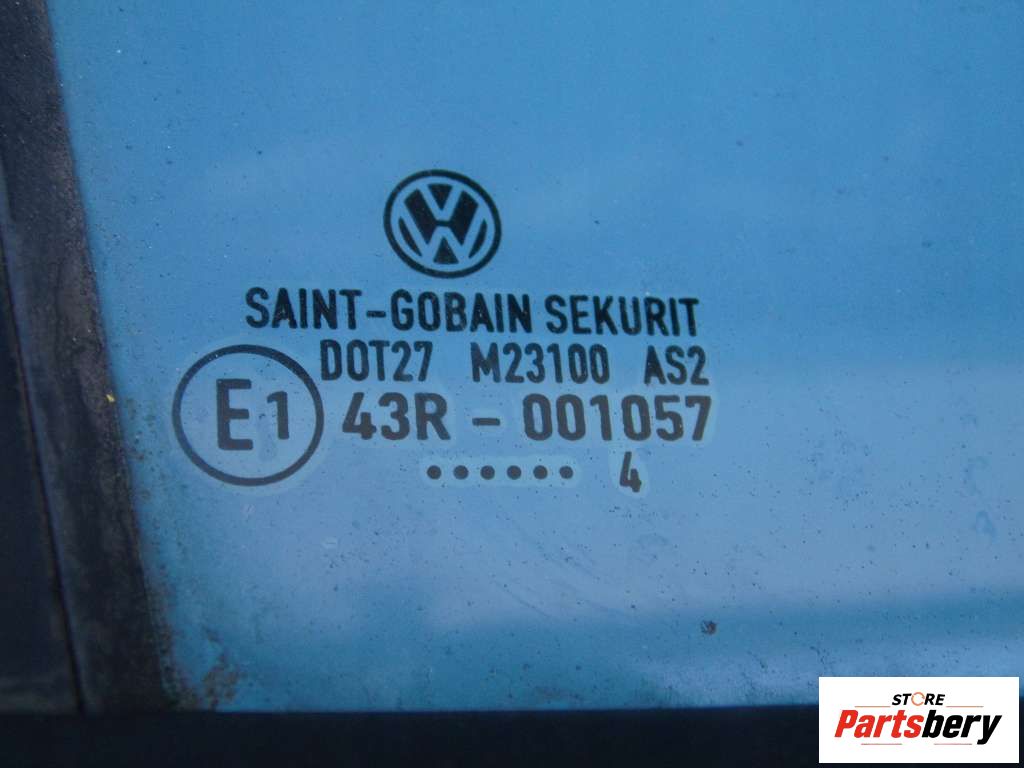 SAINT-GOBAIN SEKURIT
DOT27 M23100 AS2
E1 43R - 001057
...... 4
STORE
Partsbery